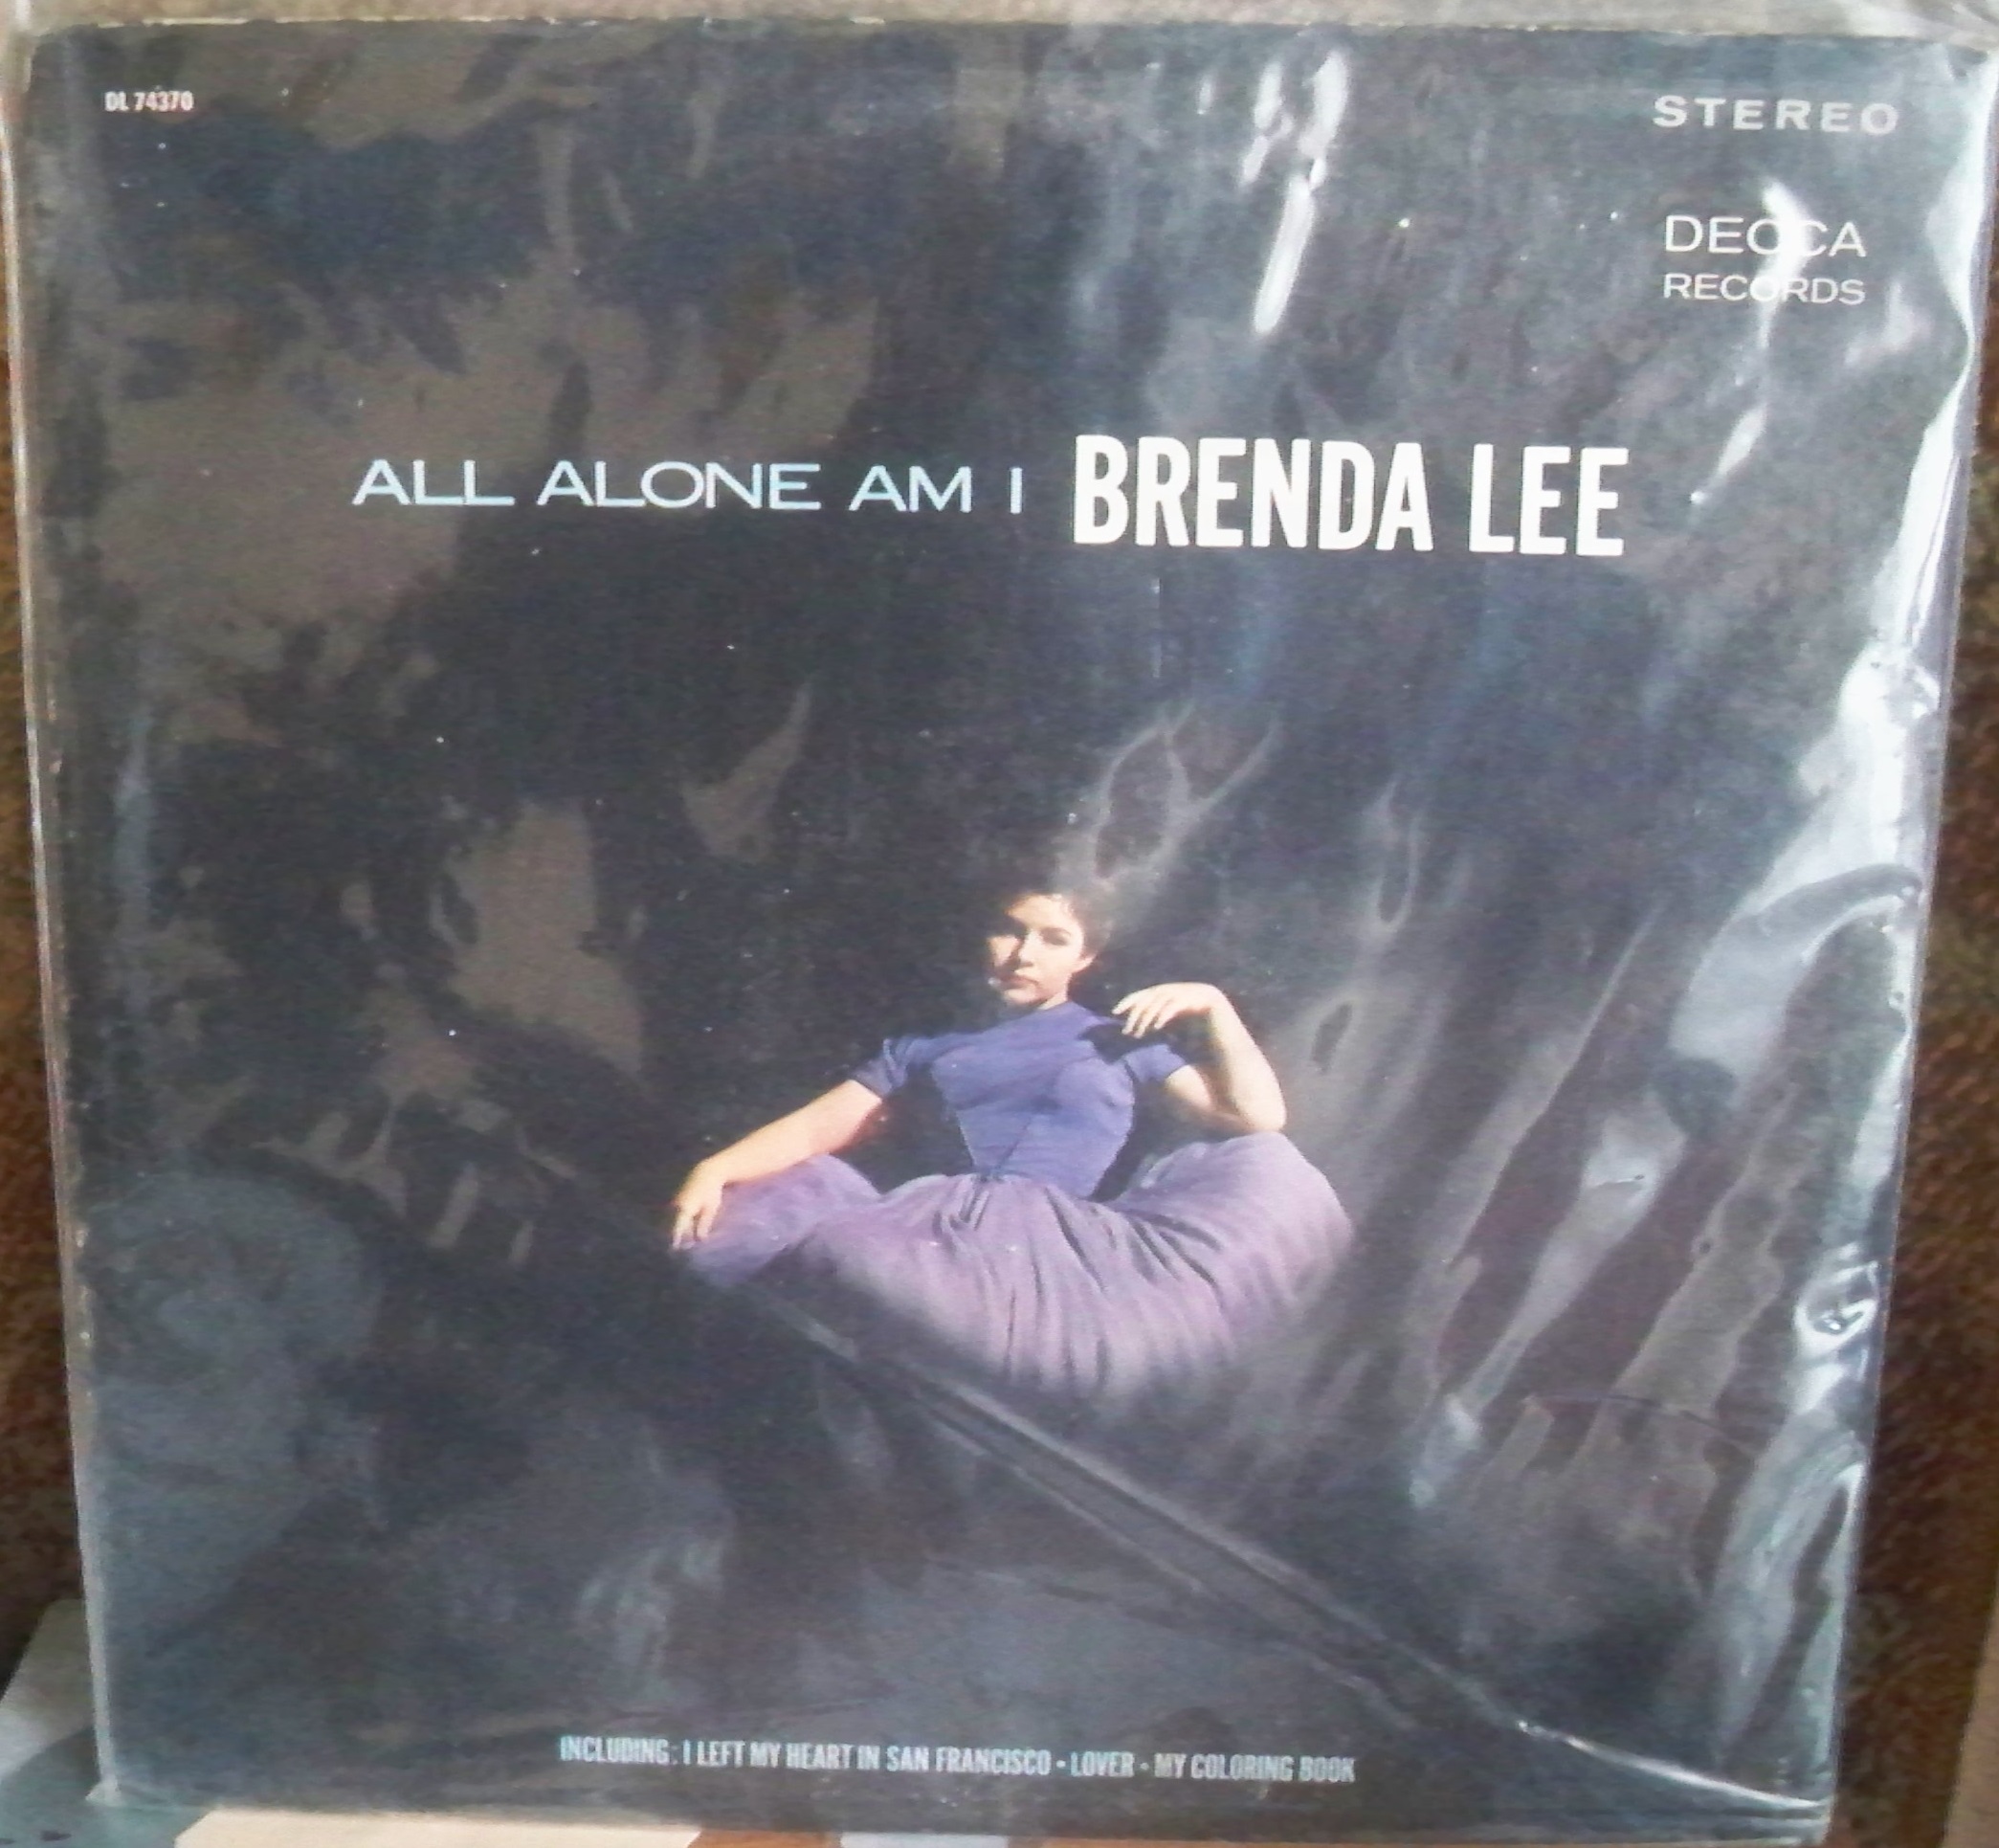 DL 74370
STEREO
DECCA
RECORDS
ALL ALONE AM I BRENDA LEE
INCLUDING: I LEFT MY HEART IN SAN FRANCISCO • LOVER • MY COLORING BOOK